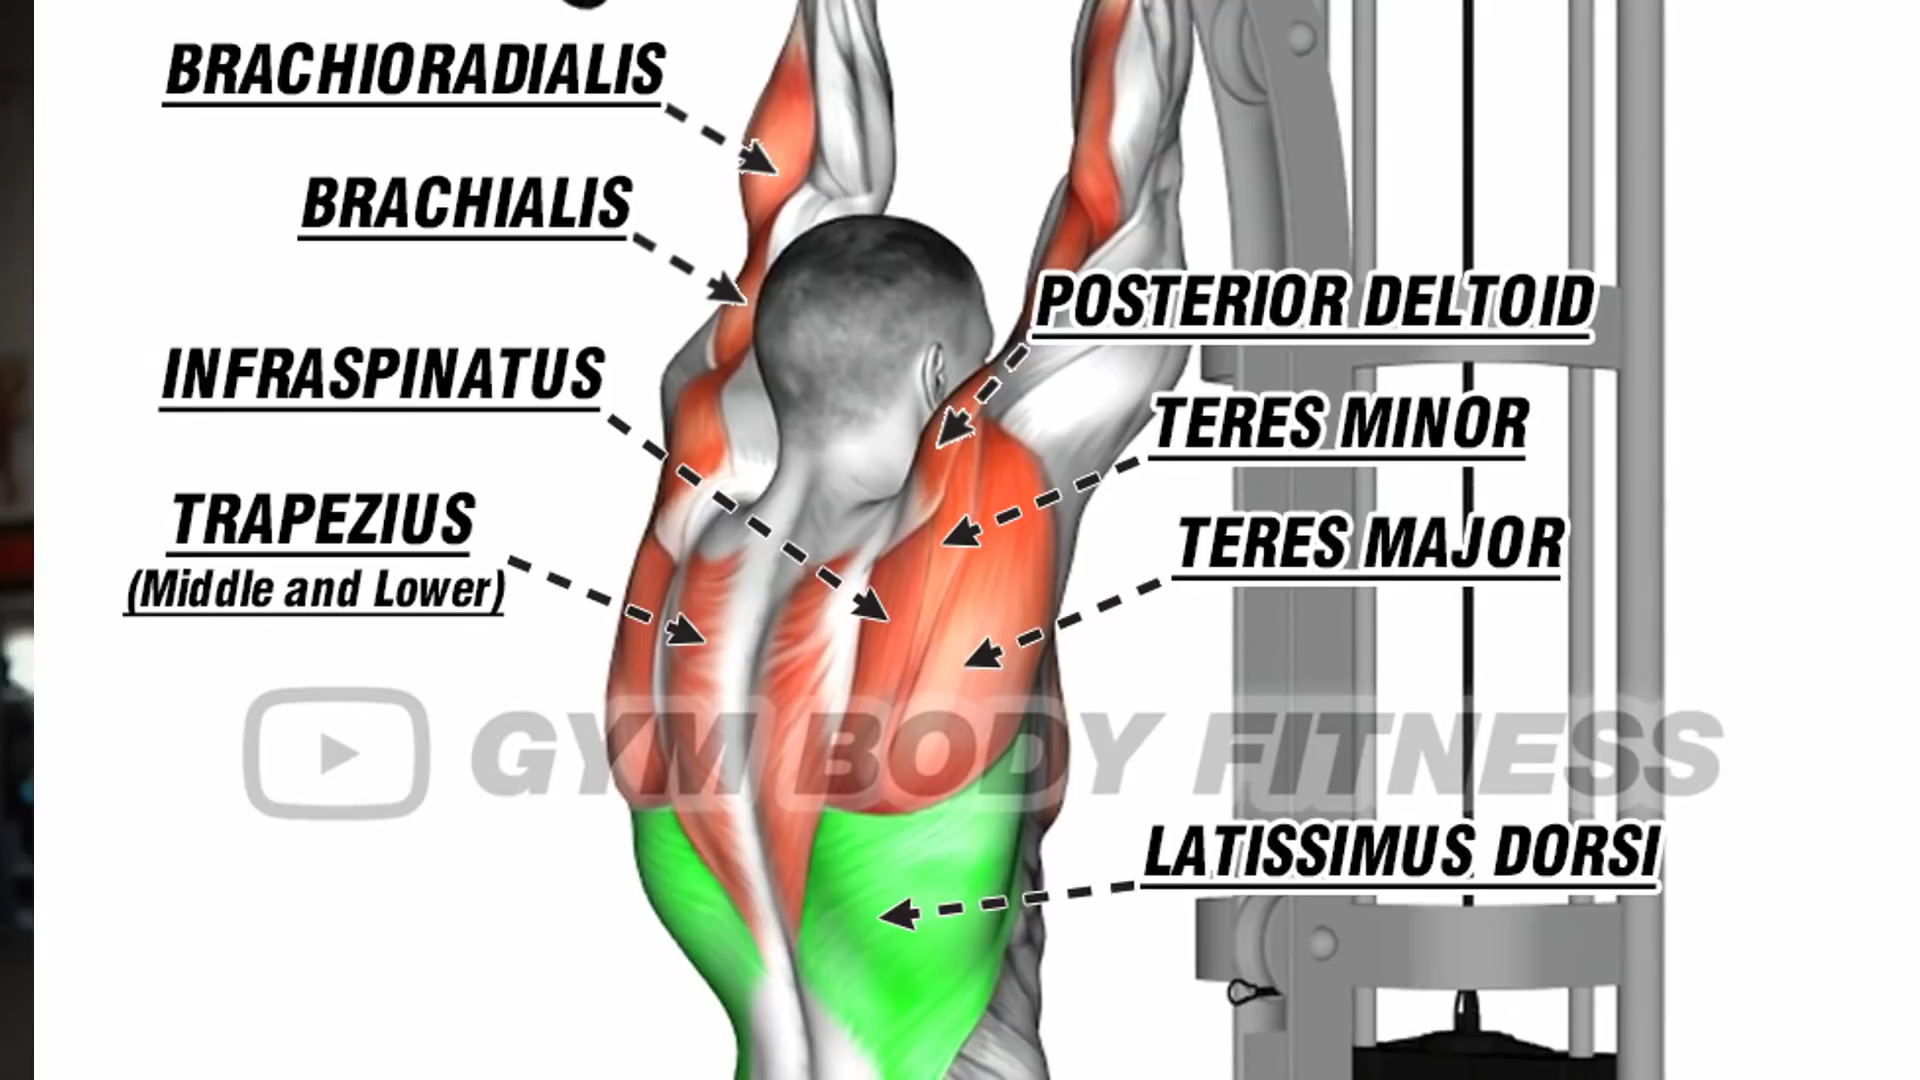 BRACHIORADIALIS
BRACHIALIS
POSTERIOR DELTOID
INFRASPINATUS
TERES MINOR
TRAPEZIUS
(Middle and Lower)
TERES MAJOR
GYM BODY FITNESS
LATISSIMUS DORSI